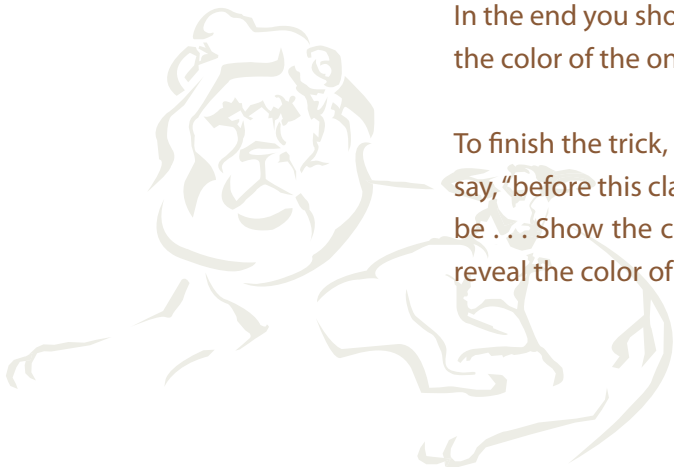 In the end you sho
the color of the on
To finish the trick,
say, “before this cla
be . . . Show the c
reveal the color of